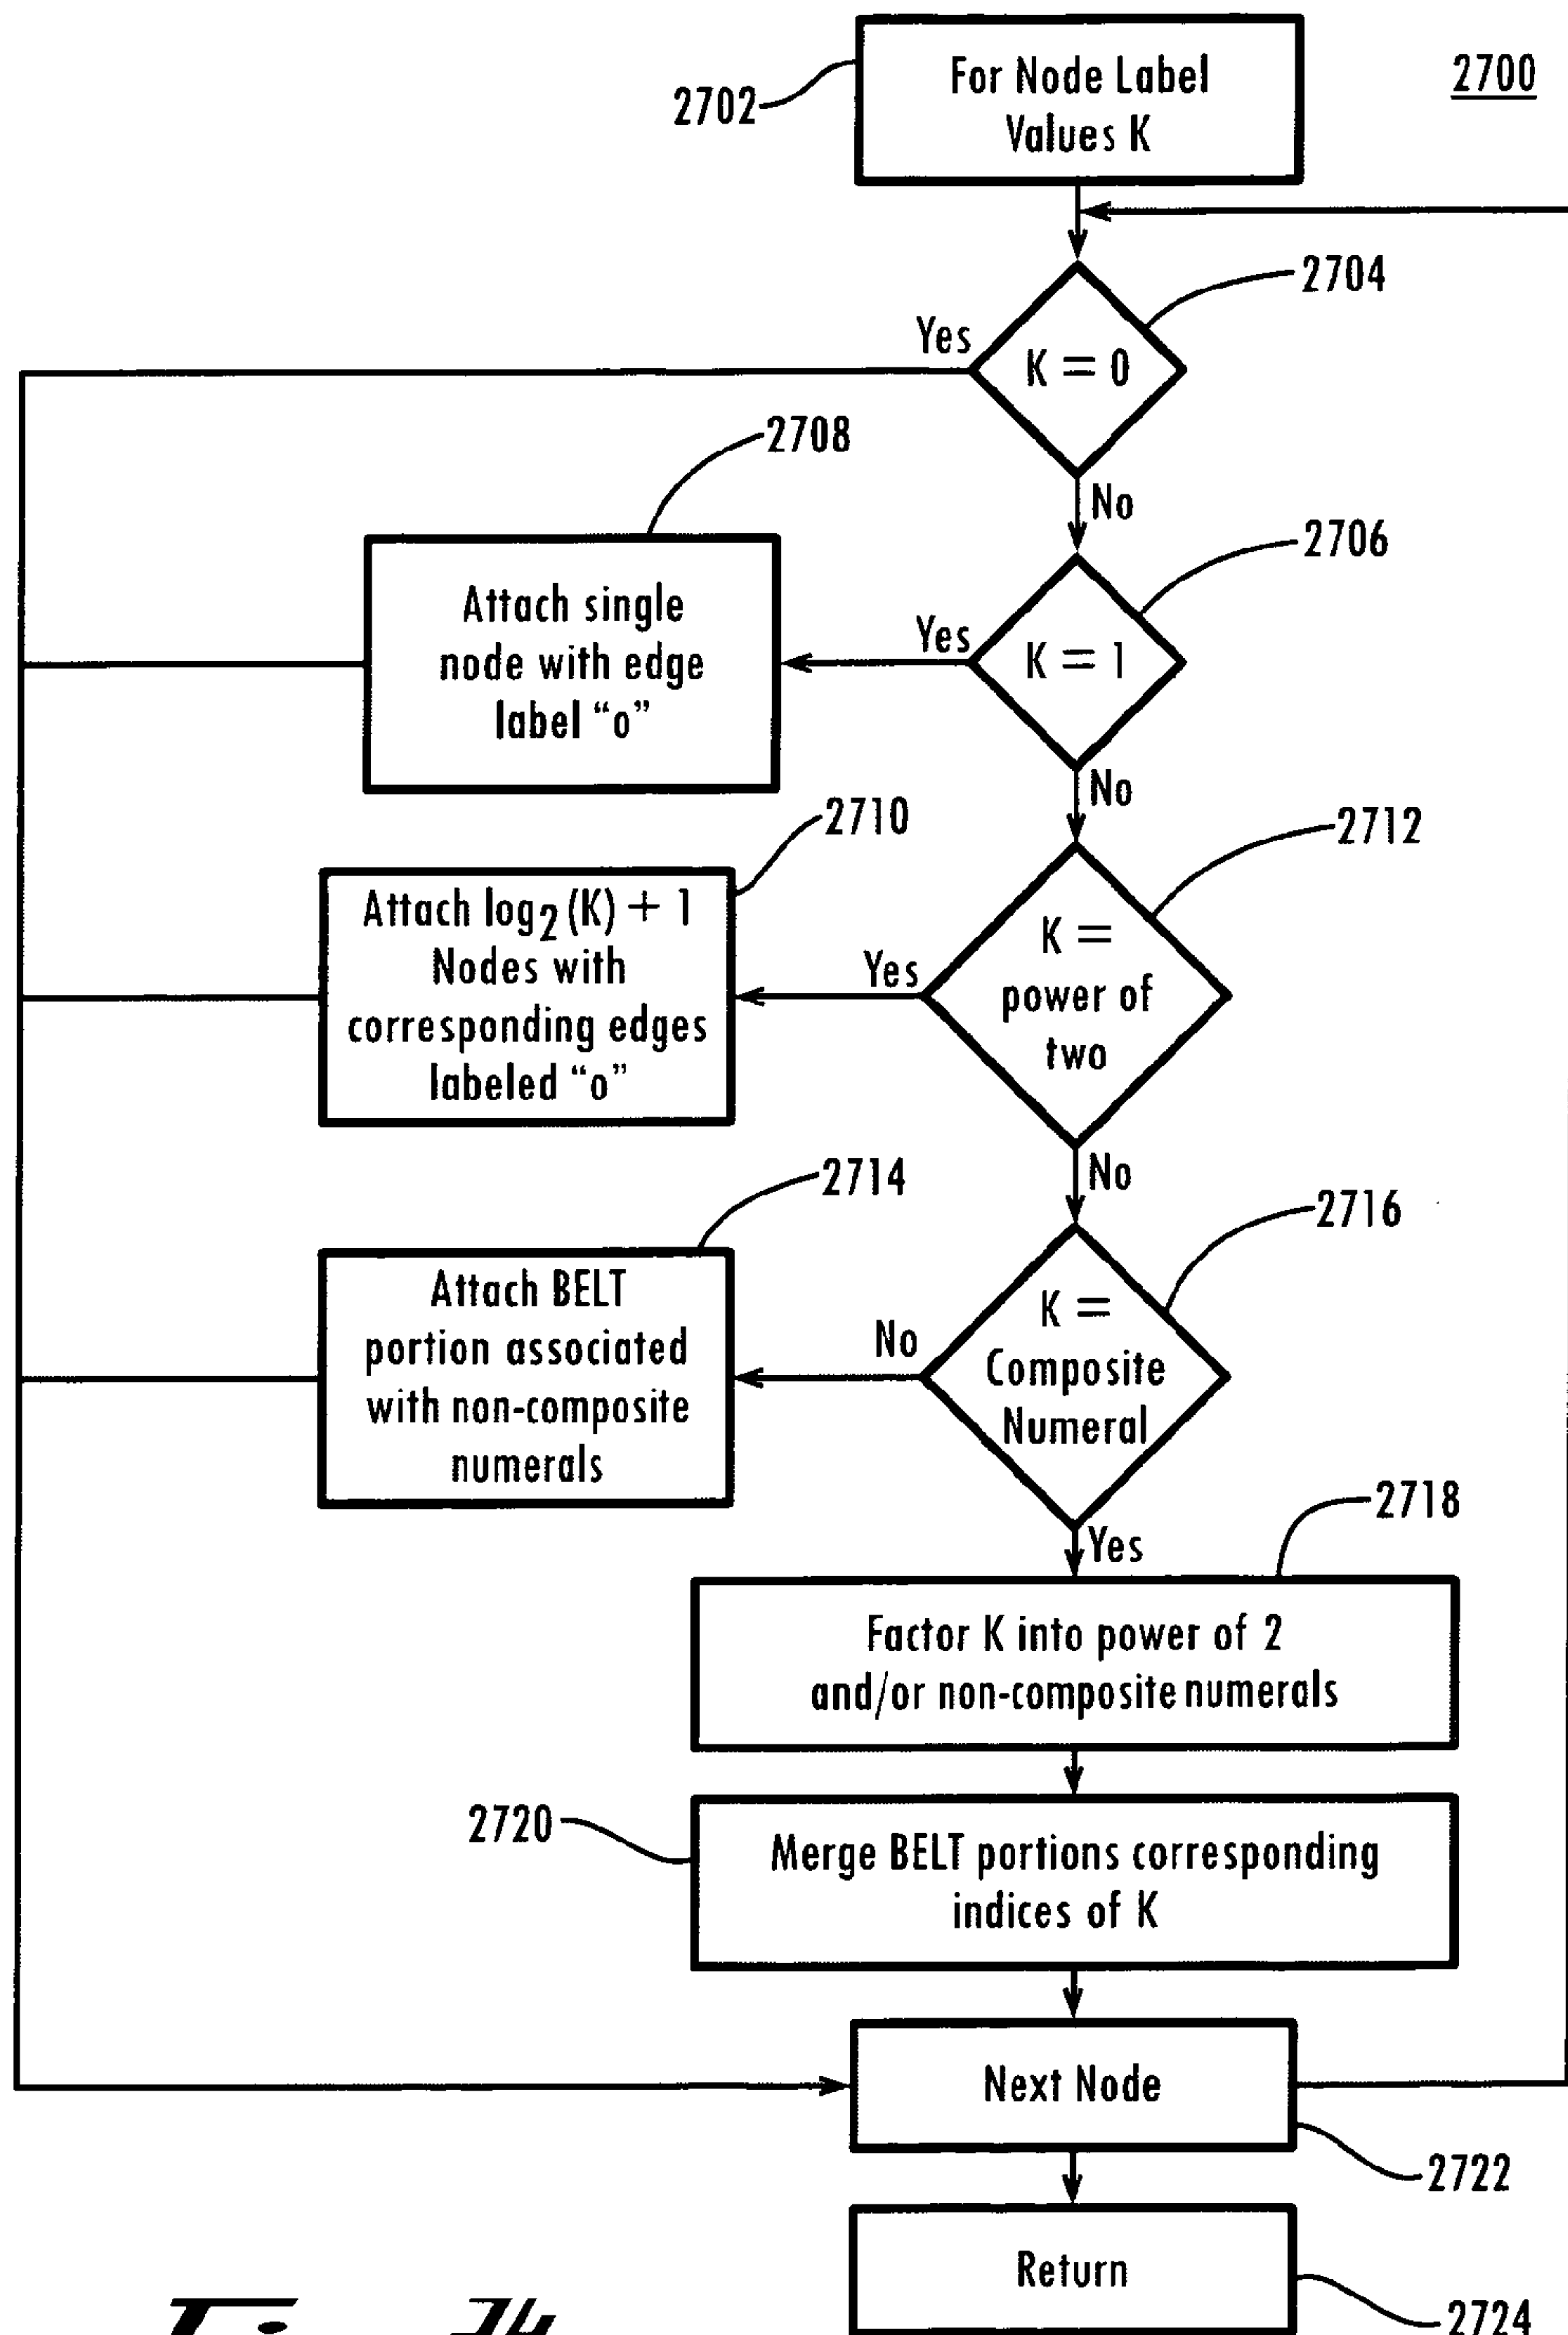 2700
2702
For Node Label
Values K
2704
Yes
K = 0
No
2708
2706
Attach single
node with edge
label “o”
Yes
K = 1
No
2710
2712
Attach log2 (K) + 1
Nodes with
corresponding edges
labeled “o”
Yes
K =
power of
two
No
2714
2716
Attach BELT
portion associated
with non-composite
numerals
No
K =
Composite
Numeral
Yes
2718
Factor K into power of 2
and/or non-composite numerals
2720
Merge BELT portions corresponding
indices of K
Next Node
2722
Return
2724